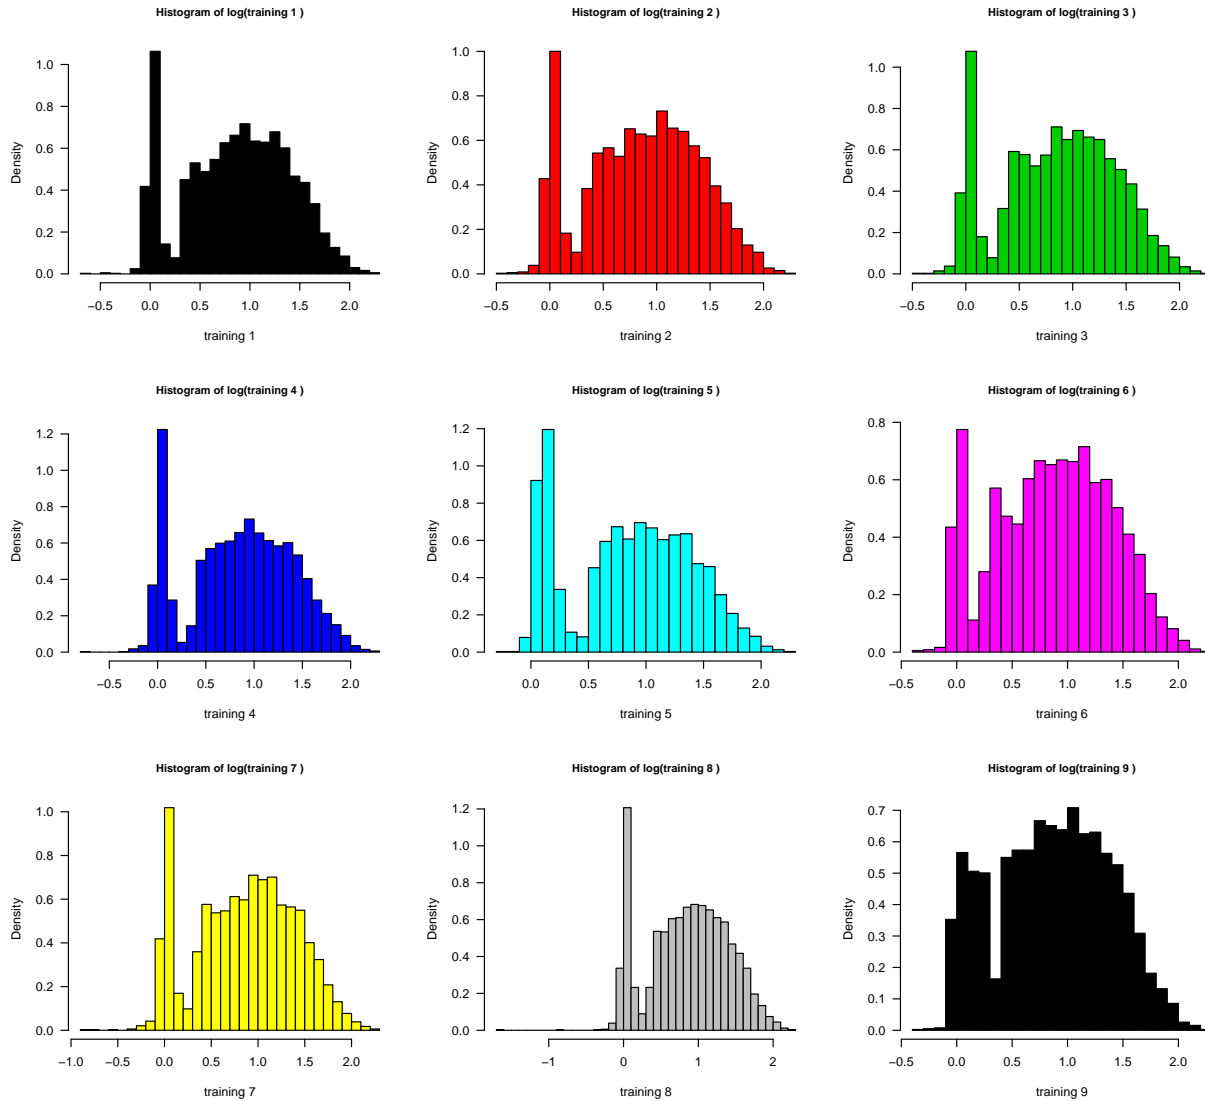 Histogram of log(training 1 )
Density
0.0 0.2 0.4 0.6 0.8 1.0
−0.5 0.0 0.5 1.0 1.5 2.0
training 1
Histogram of log(training 2 )
Density
0.0 0.2 0.4 0.6 0.8 1.0
−0.5 0.0 0.5 1.0 1.5 2.0
training 2
Histogram of log(training 3 )
Density
0.0 0.2 0.4 0.6 0.8 1.0
−0.5 0.0 0.5 1.0 1.5 2.0
training 3
Histogram of log(training 4 )
Density
0.0 0.2 0.4 0.6 0.8 1.0 1.2
−0.5 0.0 0.5 1.0 1.5 2.0
training 4
Histogram of log(training 5 )
Density
0.0 0.2 0.4 0.6 0.8 1.0 1.2
0.0 0.5 1.0 1.5 2.0
training 5
Histogram of log(training 6 )
Density
0.0 0.2 0.4 0.6 0.8
−0.5 0.0 0.5 1.0 1.5 2.0
training 6
Histogram of log(training 7 )
Density
0.0 0.2 0.4 0.6 0.8 1.0
−1.0 −0.5 0.0 0.5 1.0 1.5 2.0
training 7
Histogram of log(training 8 )
Density
0.0 0.2 0.4 0.6 0.8 1.0 1.2
−1 0 1 2
training 8
Histogram of log(training 9 )
Density
0.0 0.1 0.2 0.3 0.4 0.5 0.6 0.7
−0.5 0.0 0.5 1.0 1.5 2.0
training 9